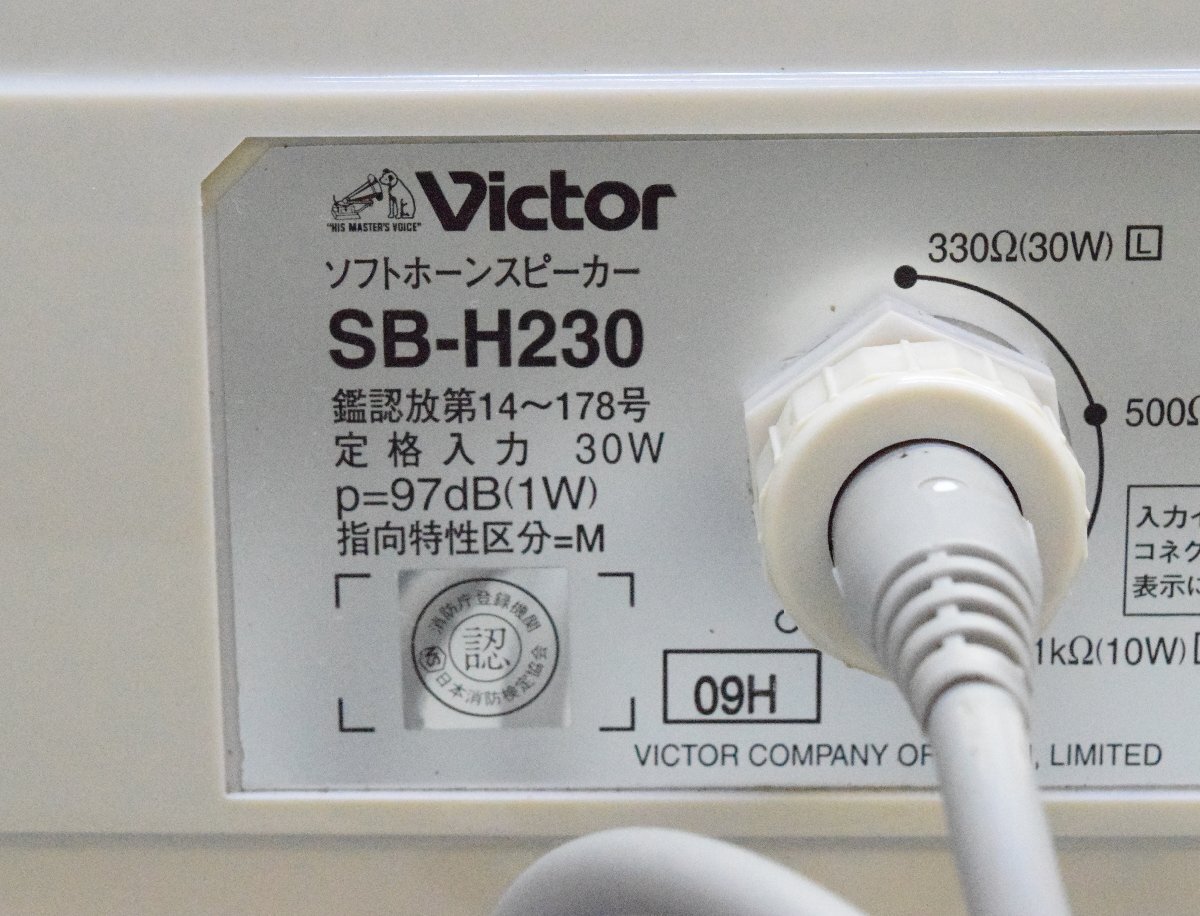 "HIS MASTER'S VOICE"
Victor
ソフトホーンスピーカー
SB-H230
鑑認放第14～178号
定格入力 30W
p=97dB(1W)
指向特性区分=M
消防庁登録機関
認
NS
日本消防検定協会
330Ω(30W) L
500Ω
入力イ
コネク
表示に
1kΩ(10W)
09H
VICTOR COMPANY OF , LIMITED